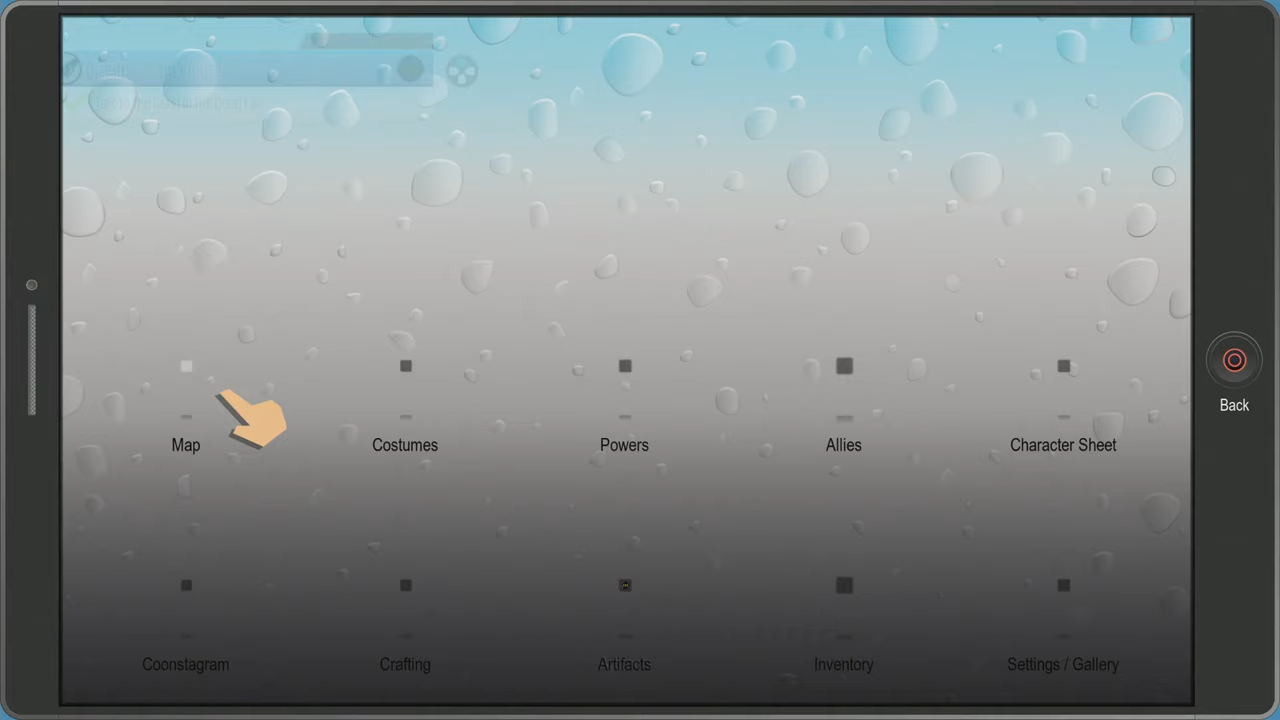 Back
Map
Costumes
Powers
Allies
Character Sheet
Coonstagram
Crafting
Artifacts
Inventory
Settings / Gallery